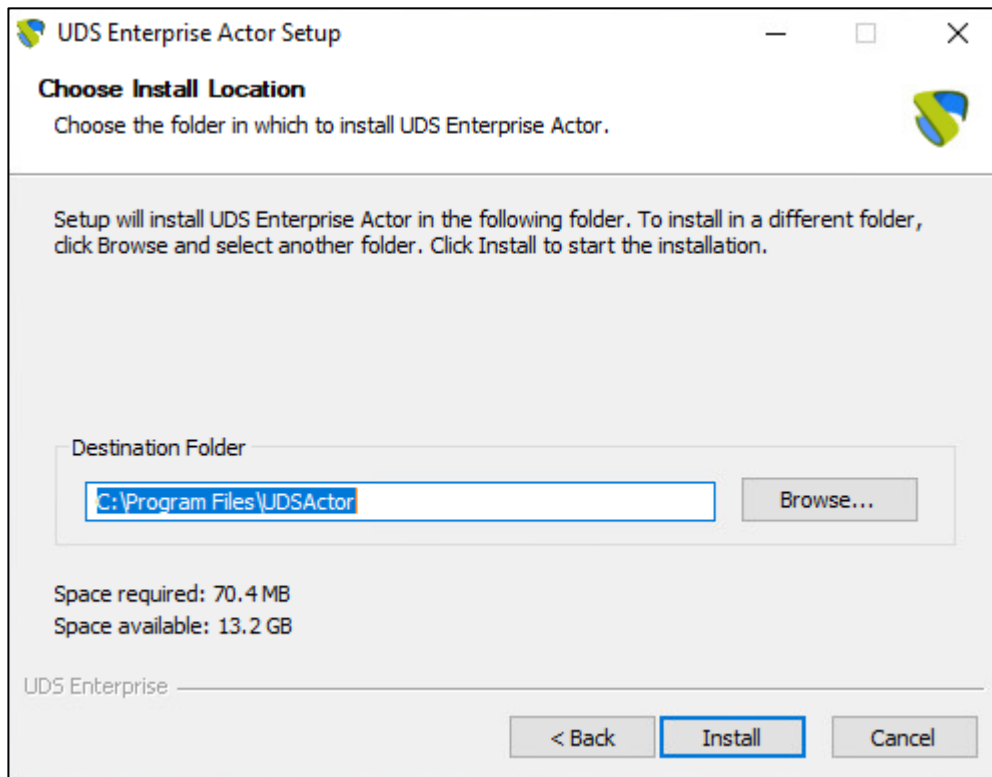 UDS Enterprise Actor Setup
Choose Install Location
Choose the folder in which to install UDS Enterprise Actor.
Setup will install UDS Enterprise Actor in the following folder. To install in a different folder,
click Browse and select another folder. Click Install to start the installation.
Destination Folder
C:\Program Files\UDSActor
Browse...
Space required: 70.4 MB
Space available: 13.2 GB
UDS Enterprise
< Back
Install
Cancel